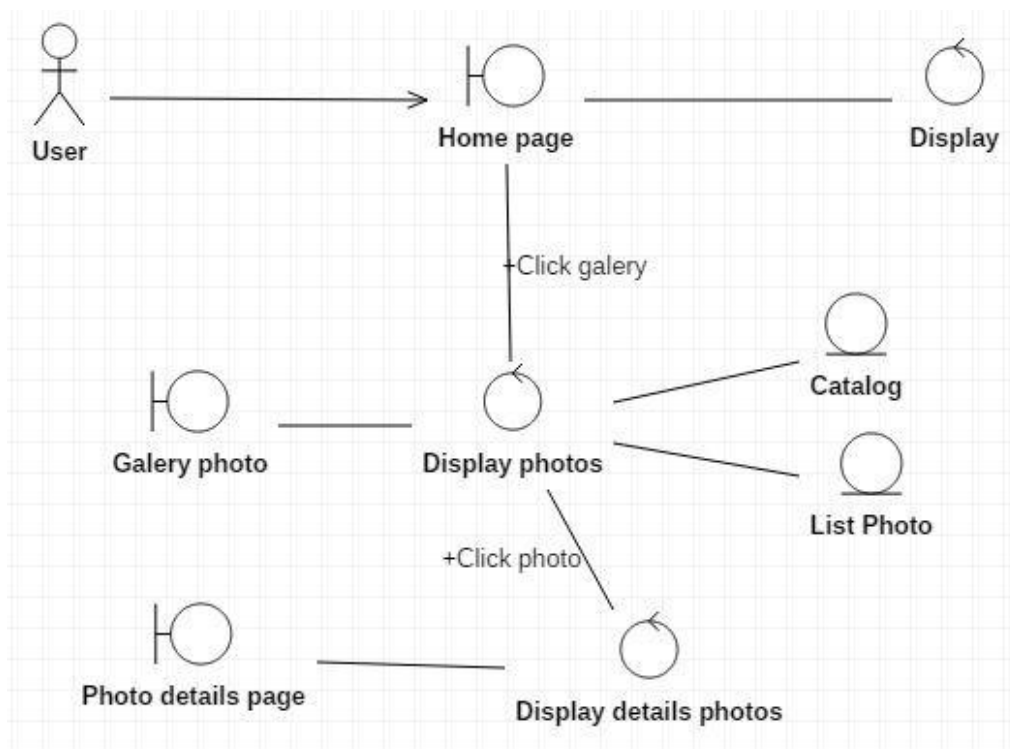 User
Home page
Display
+Click galery
Catalog
Galery photo
Display photos
List Photo
+Click photo
Photo details page
Display details photos